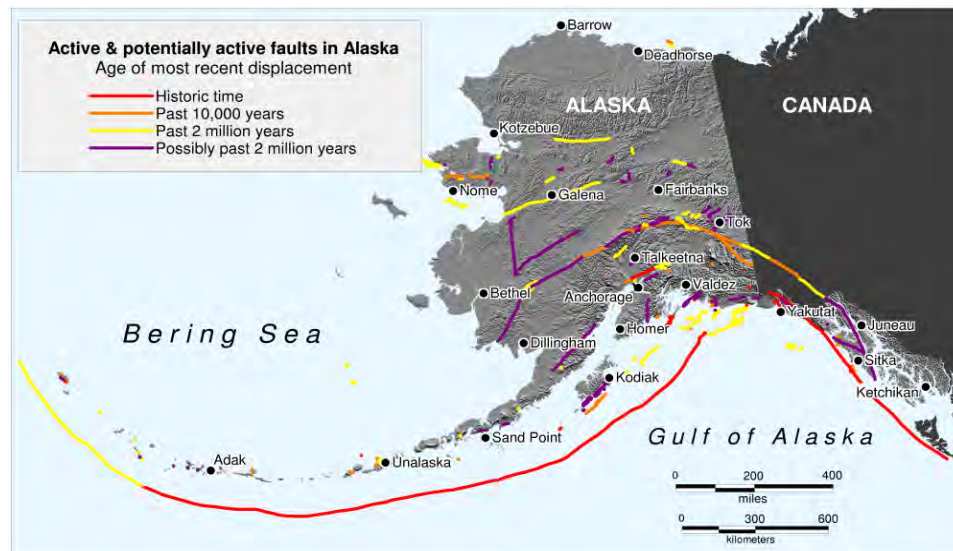 Active & potentially active faults in Alaska
Age of most recent displacement
Historic time
Past 10,000 years
Past 2 million years
Possibly past 2 million years
Barrow
Deadhorse
ALASKA
CANADA
Kotzebue
Nome
Galena
Fairbanks
Tok
Talkeetna
Bethel
Anchorage
Valdez
Yakutat
Bering Sea
Homer
Juneau
Dillingham
Sitka
Kodiak
Ketchikan
Sand Point
Gulf of Alaska
Adak
Unalaska
0 200 400
miles
0 300 600
kilometers